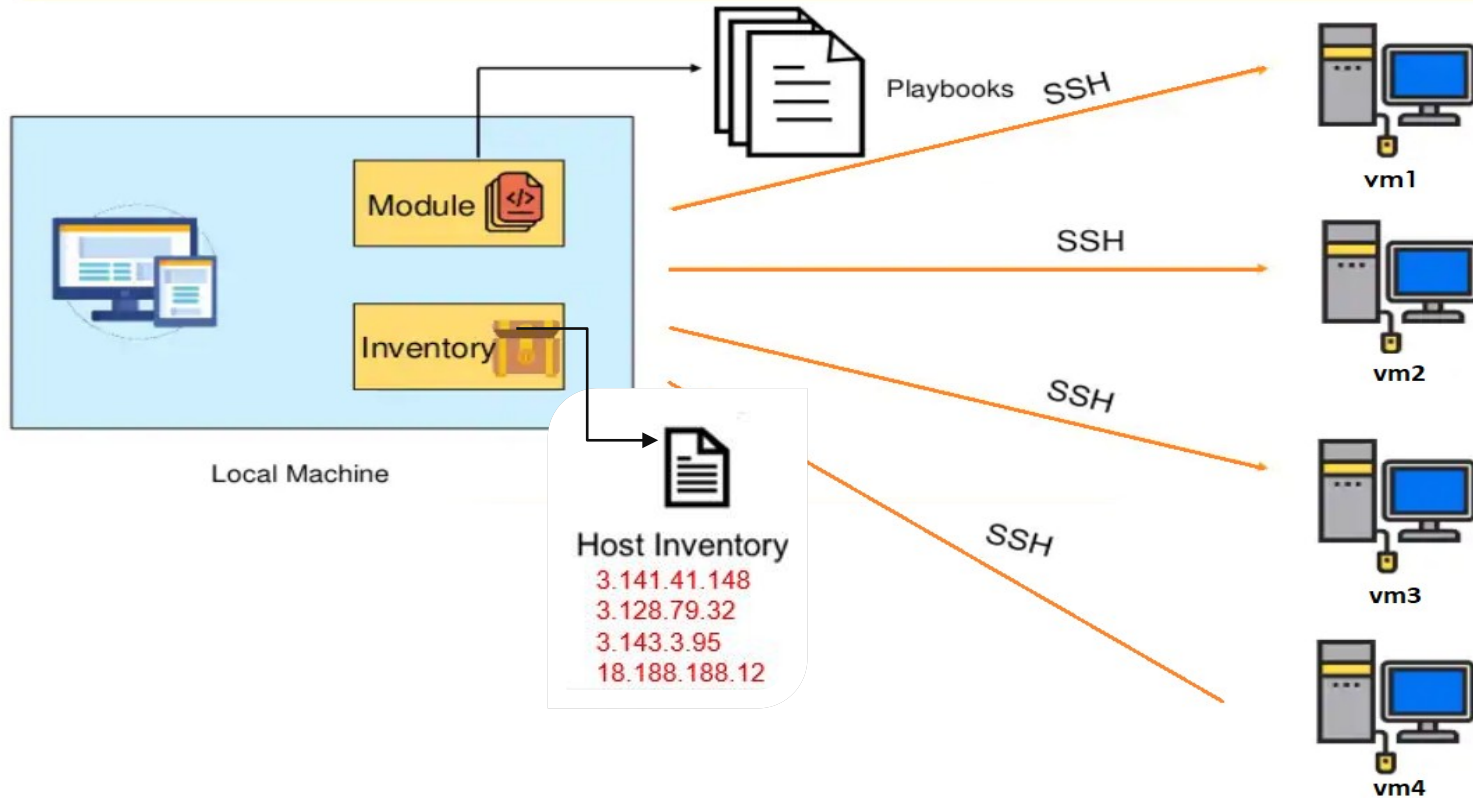 Playbooks
SSH
vm1
Module </>
SSH
vm2
Inventory
SSH
Local Machine
vm3
Host Inventory
3.141.41.148
3.128.79.32
3.143.3.95
18.188.188.12
SSH
vm4